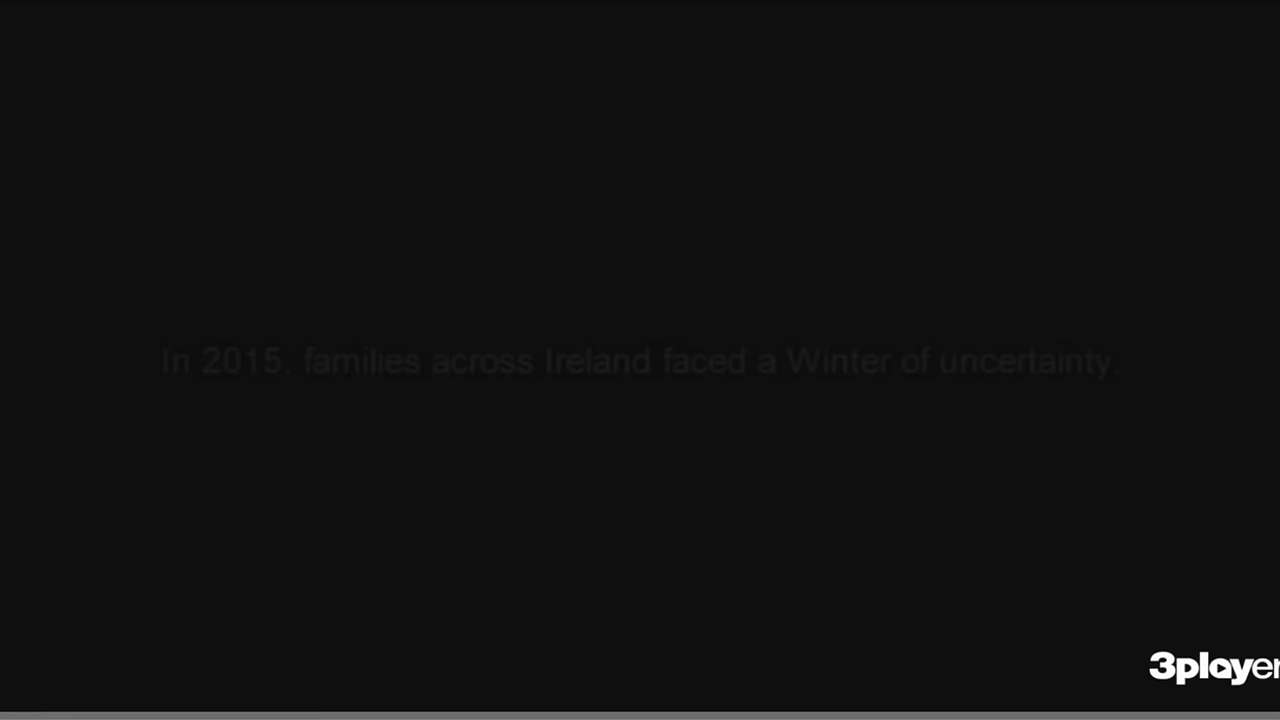 In 2015, families across Ireland faced a Winter of uncertainty.
3player